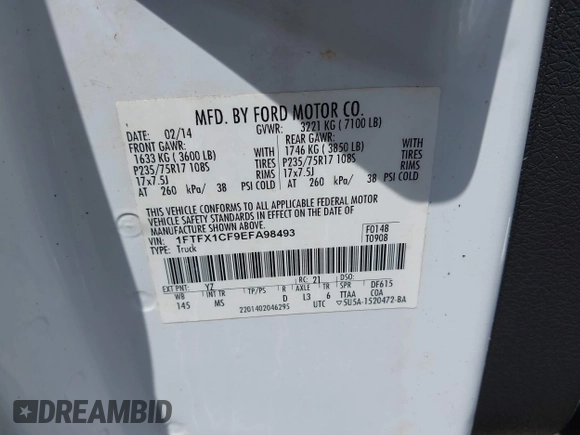 MFD. BY FORD MOTOR CO.
02/14 GVWR: 3221 KG ( 7100 LB)
FRONT GAWR: REAR GAWR:
1633 KG (3600 LB) WITH 1746 KG ( 3850 LB) WITH
P235/75R17 108S TIRES P235/75R17 108S TIRES
17x7.5J RIMS 17x7.5J RIMS
AT 260 kPa/ 38 PSI COLD AT 260 kPa/ 38 PSI COLD
THIS VEHICLE CONFORMS TO ALL APPLICABLE FEDERAL MOTOR
VEHICLE SAFETY STANDARDS IN EFFECT ON THE DATE OF MANUFACTURE
SHOWN ABOVE.
VIN: 1FTFX1CF9EFA98493 F0148
TYPE: Truck T0908
EXT PNT: YZ RC: 21 DSO:
WB INT TR TP/PS R AXLE TR SPR DF615
145 MS D L3 6 TTAA COA
2201402046295 UTC ▽5U5A-1520472-BA
DREAMBID